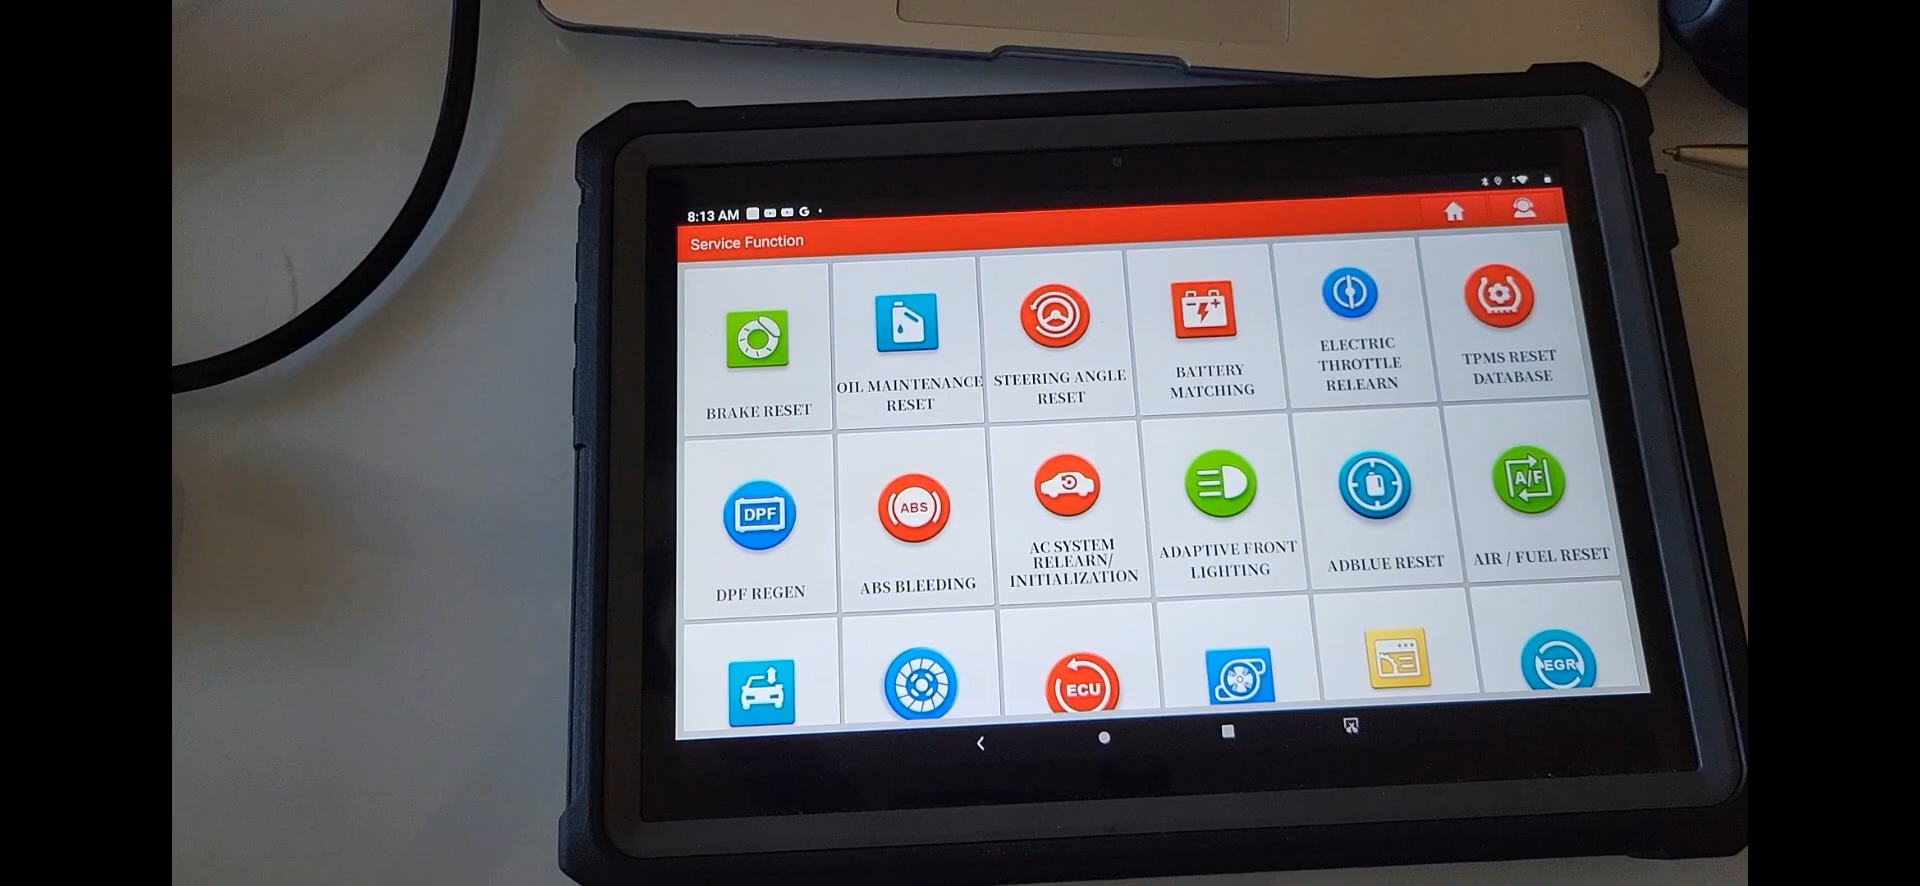 8:13 AM
G
Service Function
BRAKE RESET
OIL MAINTENANCE
RESET
STEERING ANGLE
RESET
BATTERY
MATCHING
ELECTRIC
THROTTLE
RELEARN
TPMS RESET
DATABASE
DPF
DPF REGEN
ABS
ABS BLEEDING
AC SYSTEM
RELEARN/
INITIALIZATION
ADAPTIVE FRONT
LIGHTING
ADBLUE RESET
A/F
AIR / FUEL RESET
ECU
EGR